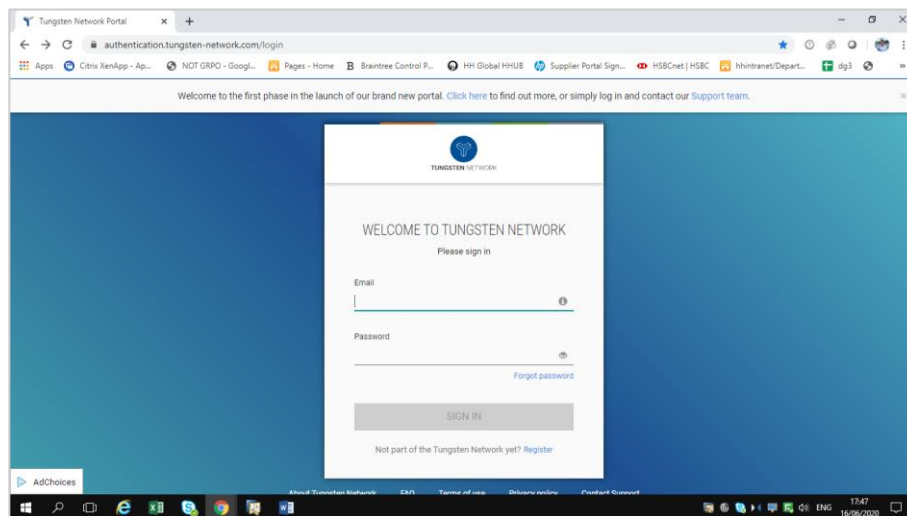 Tungsten Network Portal
authentication.tungsten-network.com/login
Apps Citrix XenApp - Ap... NOT GRPO - Googl... Pages - Home B Braintree Control P... HH Global HHUB Supplier Portal Sign... HSBCnet | HSBC hhintranet/Depart... dg3
Welcome to the first phase in the launch of our brand new portal. Click here to find out more, or simply log in and contact our Support team.
TUNGSTEN NETWORK
WELCOME TO TUNGSTEN NETWORK
Please sign in
Email
Password
Forgot password
SIGN IN
Not part of the Tungsten Network yet? Register
AdChoices
About Tungsten Network FAQ Terms of use Privacy policy Contact Support
ENG 17:47
16/06/2020